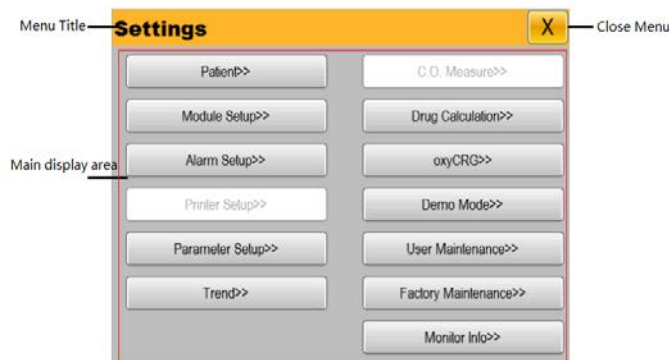 Menu Title
Settings
X
Close Menu
Patient>>
C.O. Measure>>
Module Setup>>
Drug Calculation>>
Main display area
Alarm Setup>>
oxyCRG>>
Printer Setup>>
Demo Mode>>
Parameter Setup>>
User Maintenance>>
Trend>>
Factory Maintenance>>
Monitor Info>>